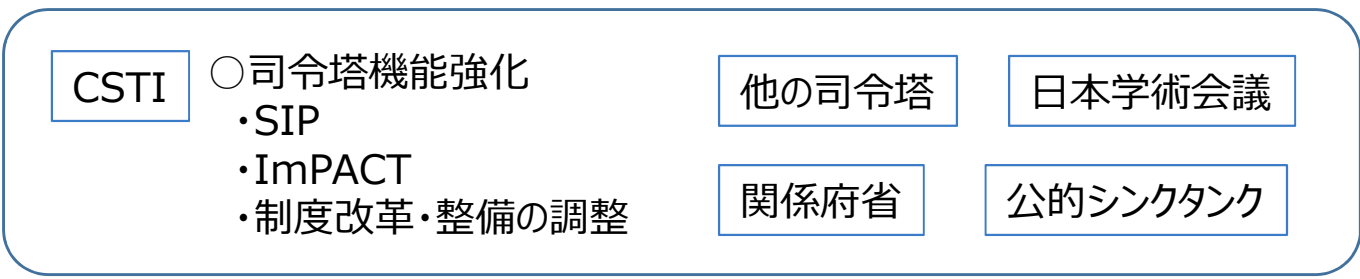 CSTI
○司令塔機能強化
・SIP
・ImPACT
・制度改革・整備の調整
他の司令塔
日本学術会議
関係府省
公的シンクタンク